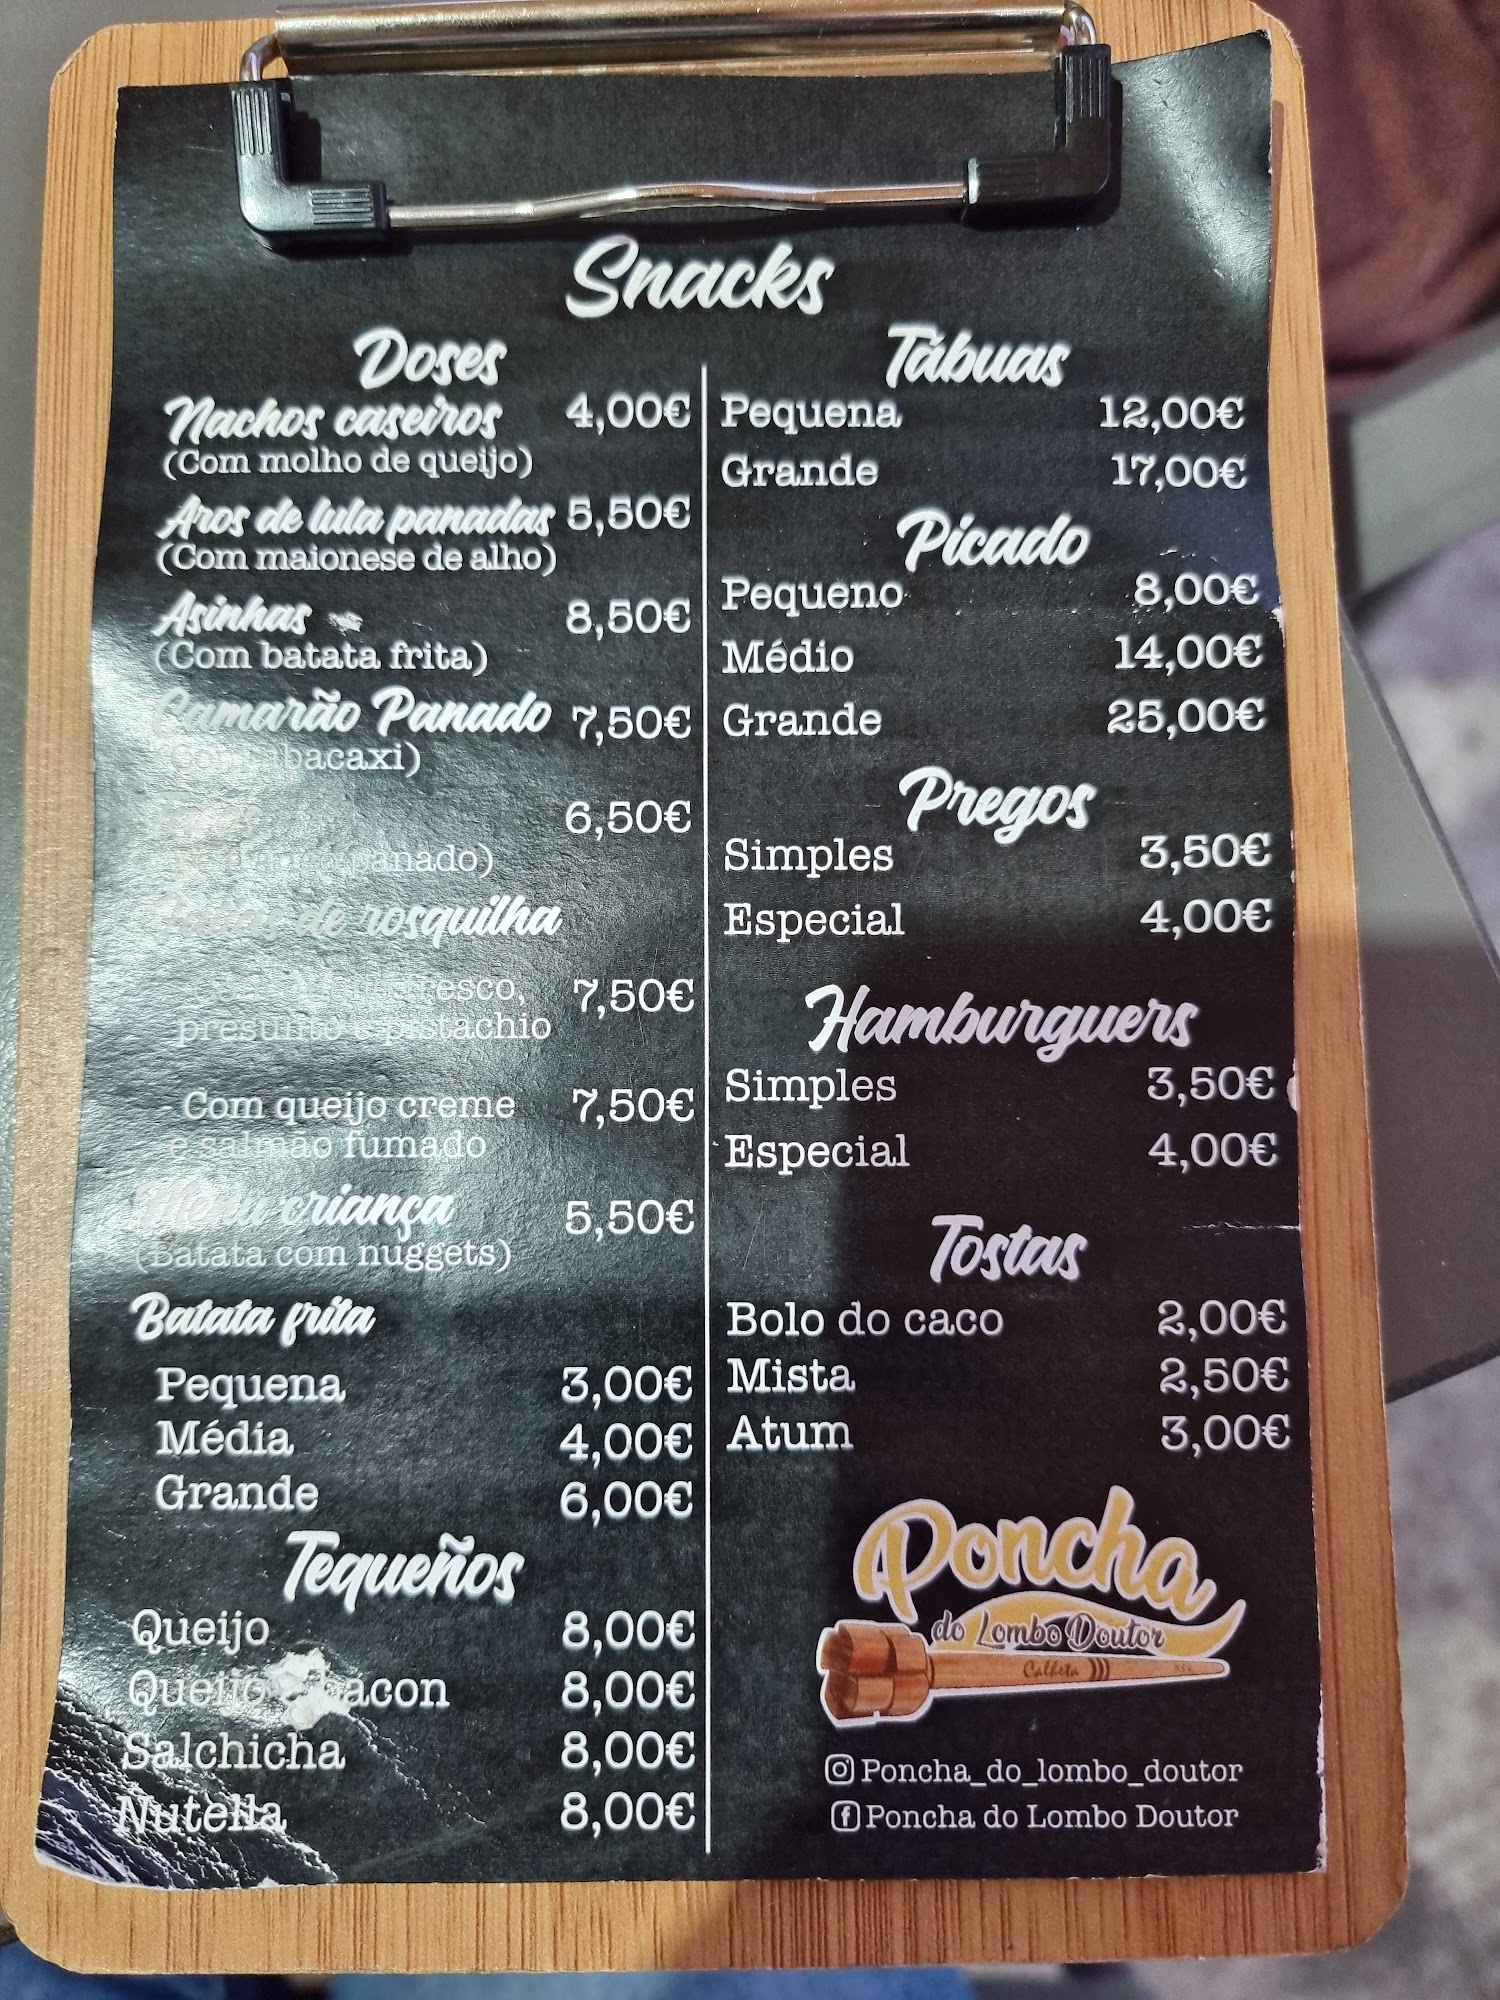 Snacks
Doses
Nachos caseiros 4,00€
(Com molho de queijo)
Aros de lula panadas 5,50€
(Com maionese de alho)
Asinhas 8,50€
(Com batata frita)
Camarão Panado 7,50€
abacaxi)
6,50€
panado)
de rosquilha
fresco, 7,50€
presunto e pistachio
- Com queijo creme 7,50€
e salmão fumado
Menu criança 5,50€
(Batata com nuggets)
Batata frita
Pequena 3,00€
Média 4,00€
Grande 6,00€
Tequeños
Queijo 8,00€
Queijo 8,00€
Salchicha 8,00€
Nutella 8,00€
Tábuas
Pequena 12,00€
Grande 17,00€
Picado
Pequeno 8,00€
Médio 14,00€
Grande 25,00€
Pregos
Simples 3,50€
Especial 4,00€
Hamburguers
Simples 3,50€
Especial 4,00€
Tostas
Bolo do caco 2,00€
Mista 2,50€
Atum 3,00€
Poncha
do Lombo Doutor
Calheta
Poncha_do_lombo_doutor
Poncha do Lombo Doutor